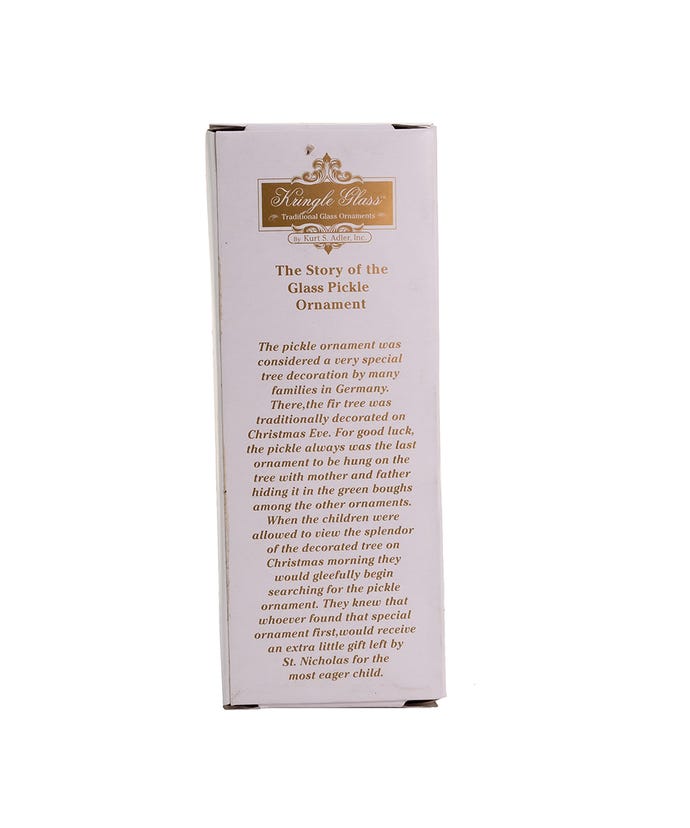 Kringle Glass™
Traditional Glass Ornaments
By Kurt S. Adler, Inc.
The Story of the
Glass Pickle
Ornament
The pickle ornament was
considered a very special
tree decoration by many
families in Germany.
There,the fir tree was
traditionally decorated on
Christmas Eve. For good luck,
the pickle always was the last
ornament to be hung on the
tree with mother and father
hiding it in the green boughs
among the other ornaments.
When the children were
allowed to view the splendor
of the decorated tree on
Christmas morning they
would gleefully begin
searching for the pickle
ornament. They knew that
whoever found that special
ornament first,would receive
an extra little gift left by
St. Nicholas for the
most eager child.